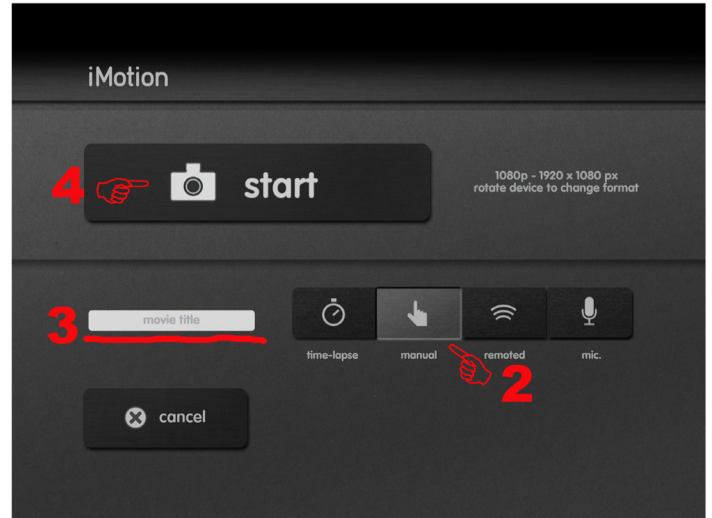 iMotion
4
start
1080p - 1920 x 1080 px
rotate device to change format
3
movie title
time-lapse
manual
remoted
mic.
2
cancel